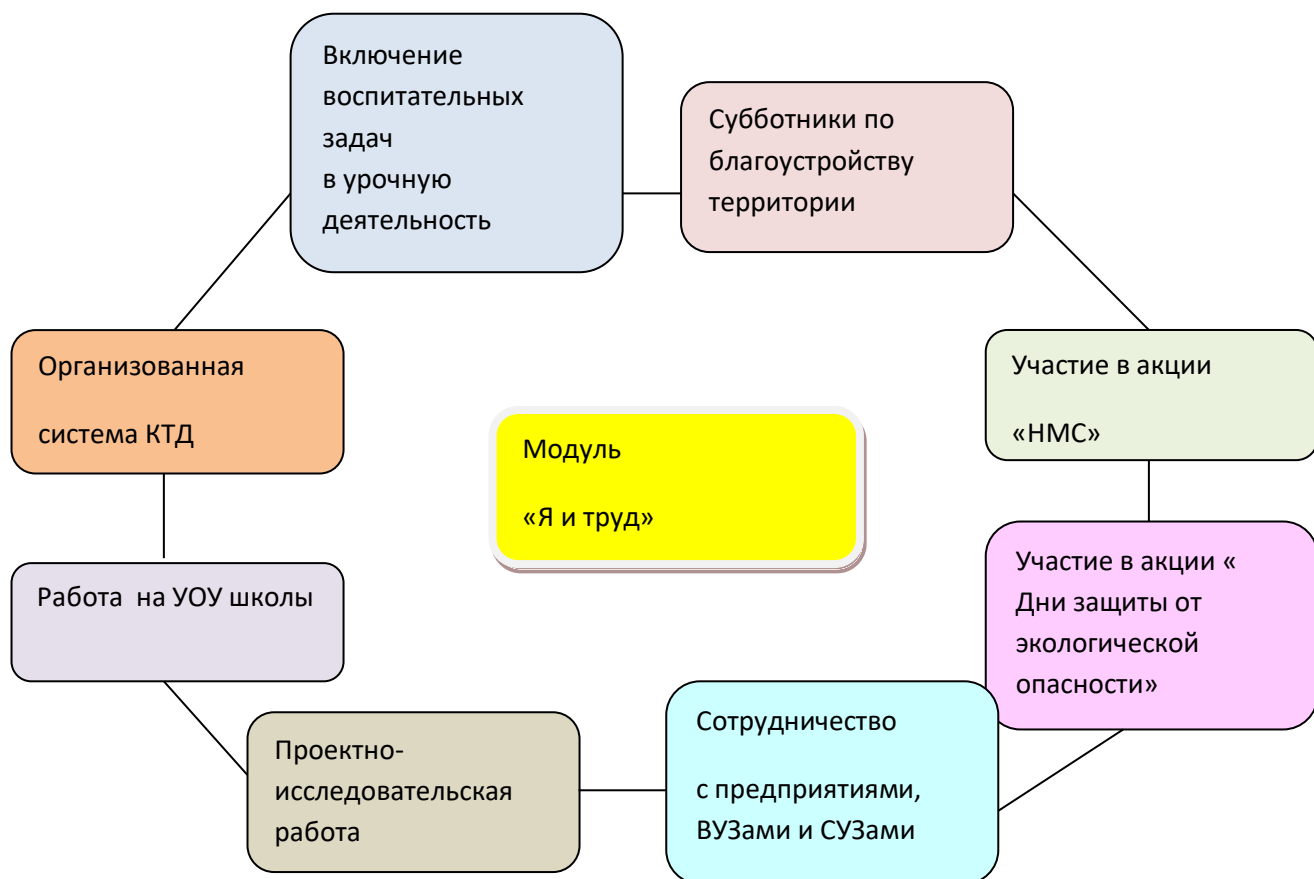 Включение
воспитательных
задач
в урочную
деятельность
Субботники по
благоустройству
территории
Организованная
система КТД
Участие в акции
«НМС»
Модуль
«Я и труд»
Работа на УОУ школы
Участие в акции «
Дни защиты от
экологической
опасности»
Проектно-
исследовательская
работа
Сотрудничество
с предприятиями,
ВУЗами и СУЗами